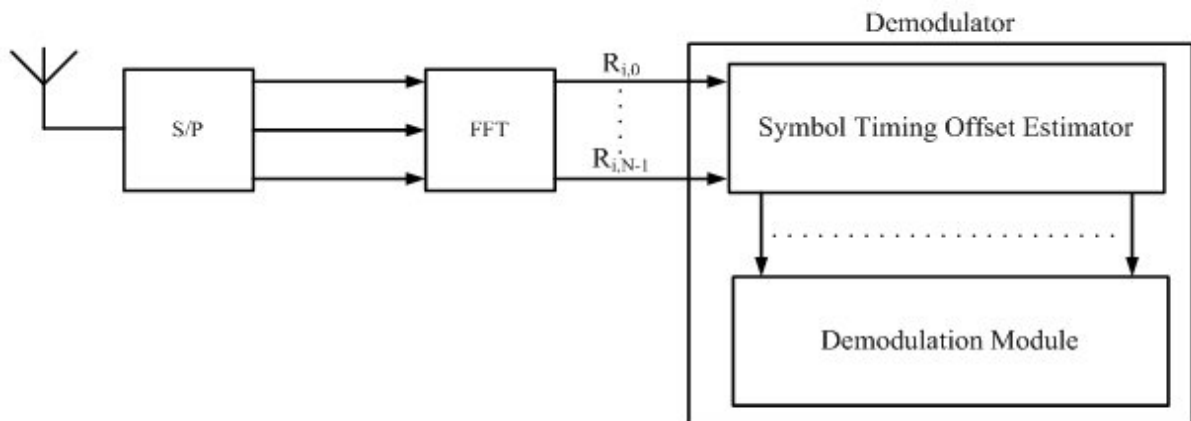 Demodulator
S/P
FFT
R_{i,0}
R_{i,N-1}
Symbol Timing Offset Estimator
Demodulation Module